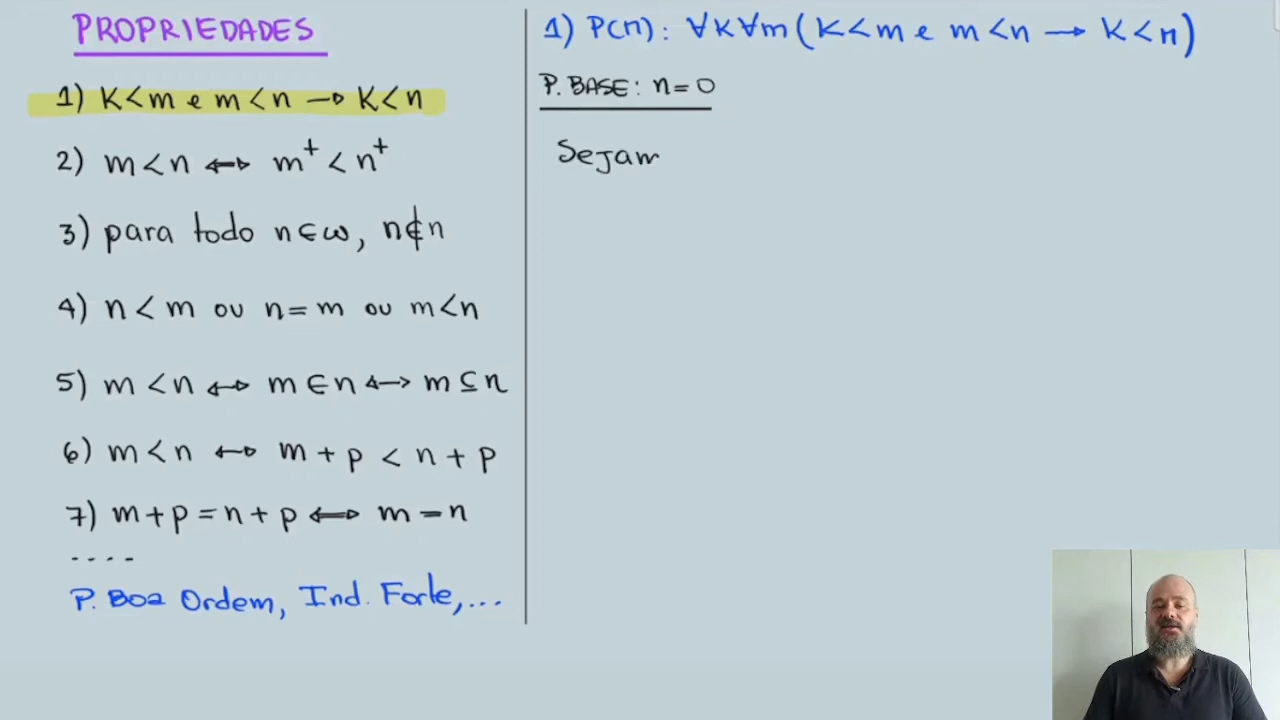 PROPRIEDADES
1) K<m e m<n → K<n
2) m<n ↔ m⁺<n⁺
3) para todo n∈ω, n∉n
4) n<m ou n=m ou m<n
5) m<n ↔ m∈n ↔ m⊆n
6) m<n ↔ m+p<n+p
7) m+p=n+p ↔ m=n
....
P. Boa Ordem, Ind. Forte,...
1) P(n): ∀K∀m(K<m e m<n → K<n)
P. BASE: n=0
Sejam